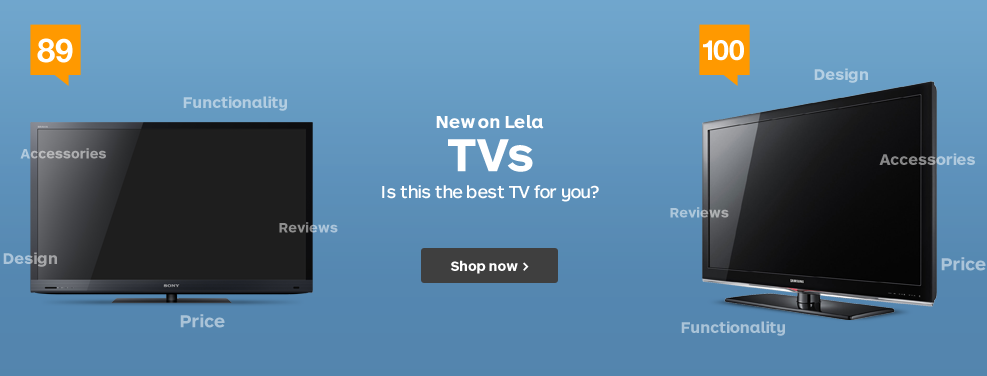 89
Functionality
Accessories
Reviews
Design
SONY
Price
New on Lela
TVs
Is this the best TV for you?
Shop now >
100
Design
Accessories
Reviews
Price
SAMSUNG
Functionality